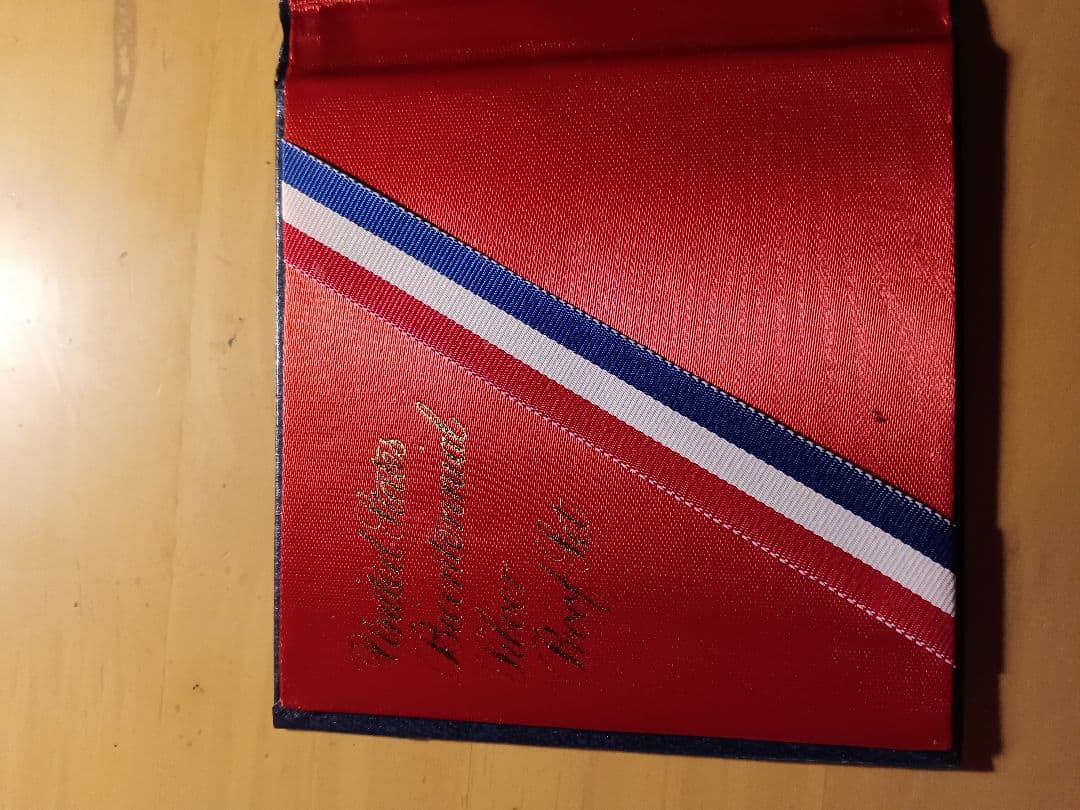 United States
Bicentennial
Silver
Proof Set